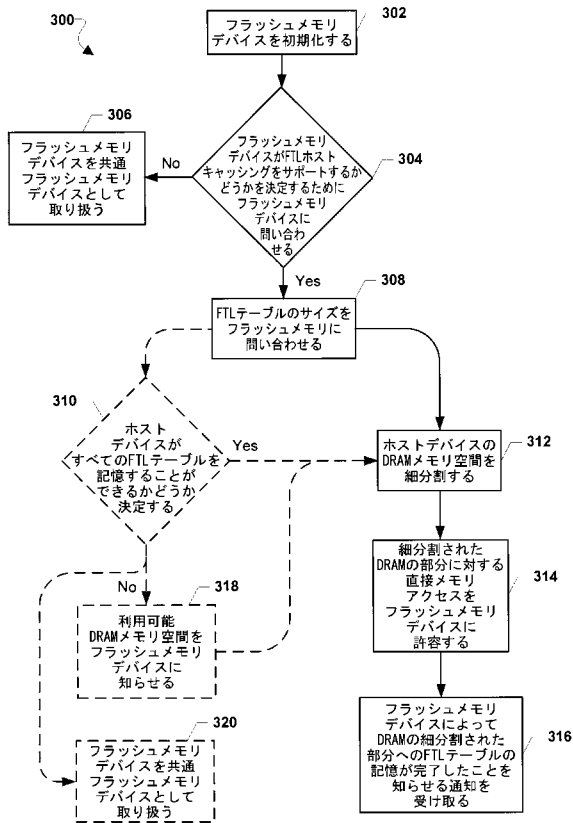 300
302
フラッシュメモリ
デバイスを初期化する
304
フラッシュメモリ
デバイスがFTLホスト
キャッシングをサポートするか
どうかを決定するために
フラッシュメモリ
デバイスに
問い合わ
せる
No
306
フラッシュメモリ
デバイスを共通
フラッシュメモリ
デバイスとして
取り扱う
Yes
308
FTLテーブルのサイズを
フラッシュメモリに
問い合わせる
310
ホスト
デバイスが
すべてのFTLテーブルを
記憶することが
できるかどうか
決定する
Yes
312
ホストデバイスの
DRAMメモリ空間を
細分割する
314
細分割された
DRAMの部分に対する
直接メモリ
アクセスを
フラッシュメモリ
デバイスに
許容する
No
318
利用可能
DRAMメモリ空間を
フラッシュメモリ
デバイスに
知らせる
316
フラッシュメモリ
デバイスによって
DRAMの細分割された
部分へのFTLテーブルの
記憶が完了したことを
知らせる通知を
受け取る
320
フラッシュメモリ
デバイスを共通
フラッシュメモリ
デバイスとして
取り扱う